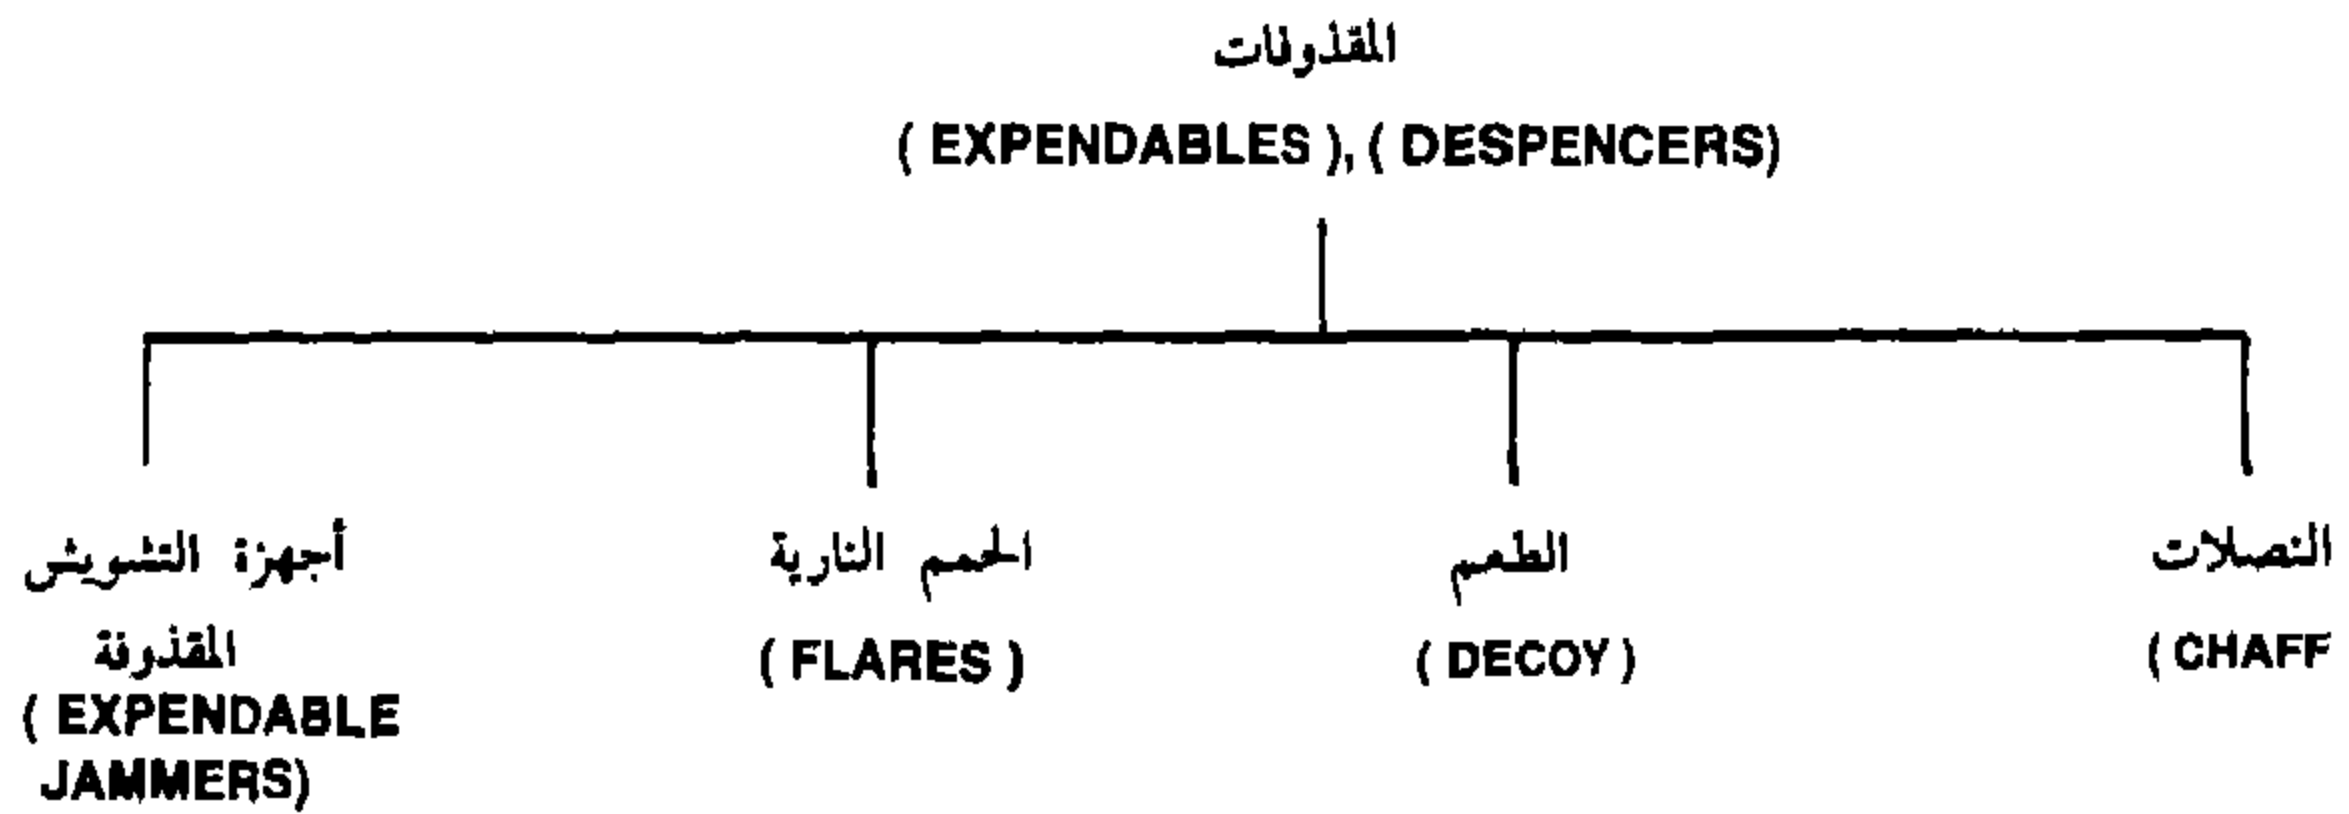 المقذوفات
( EXPENDABLES ), ( DESPENCERS)
النصلات
( CHAFF
الطعم
( DECOY )
الحمم النارية
( FLARES )
أجهزة التشويش
المقذوفة
( EXPENDABLE
JAMMERS)